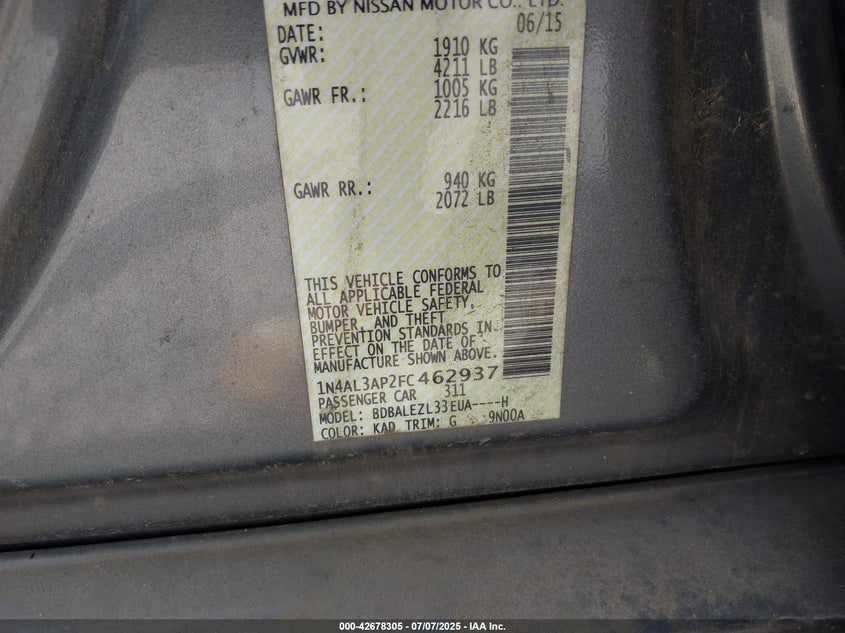 MFD BY NISSAN MOTOR CO., LTD.
DATE: 06/15
GVWR: 1910 KG
4211 LB
GAWR FR.: 1005 KG
2216 LB
GAWR RR.: 940 KG
2072 LB
THIS VEHICLE CONFORMS TO
ALL APPLICABLE FEDERAL
MOTOR VEHICLE SAFETY,
BUMPER, AND THEFT
PREVENTION STANDARDS IN
EFFECT ON THE DATE OF
MANUFACTURE SHOWN ABOVE.
1N4AL3AP2FC462937
PASSENGER CAR 311
MODEL: BDBALEZL33EUA----H
COLOR: KAD TRIM: G 9N00A
000-42678305 / 07/07/2025 - IAA Inc.